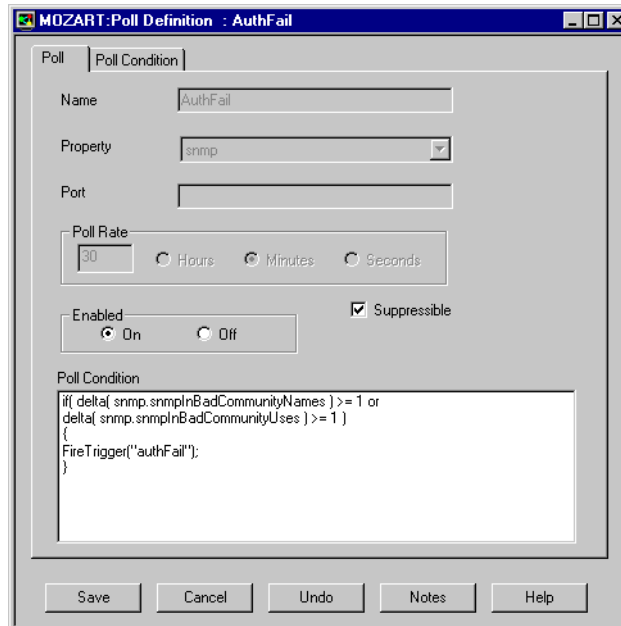 MOZART:Poll Definition : AuthFail
Poll
Poll Condition
Name
AuthFail
Property
snmp
Port
Poll Rate
30
Hours
Minutes
Seconds
Enabled
On
Off
Suppressible
Poll Condition
if( delta( snmp.snmpInBadCommunityNames ) >= 1 or
delta( snmp.snmpInBadCommunityUses ) >= 1 )
{
FireTrigger("authFail");
}
Save
Cancel
Undo
Notes
Help